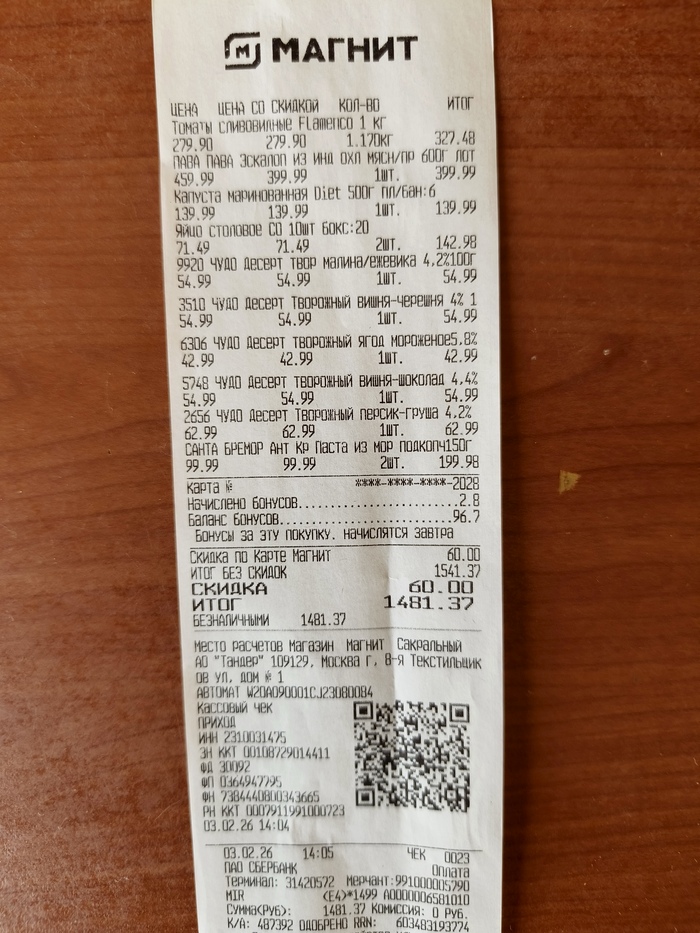 МАГНИТ
ЦЕНА ЦЕНА СО СКИДКОЙ КОЛ-ВО ИТОГ
Томаты сливовидные Flamenco 1 кг
279.90 279.90 1.170кг 327.48
ПАВА ПАВА Эскалоп из инд охл мясн/пр 600г лот
459.99 399.99 1шт. 399.99
Капуста маринованная Diet 500г пл/бан:6
139.99 139.99 1шт. 139.99
Яйцо столовое СО 10шт бокс:20
71.49 71.49 2шт. 142.98
9920 ЧУДО Десерт твор малина/ежевика 4,2%100г
54.99 54.99 1шт. 54.99
3510 ЧУДО Десерт Творожный вишня-черешня 4% 1
54.99 54.99 1шт. 54.99
6306 ЧУДО Десерт творожный ягод мороженое5,8%
42.99 42.99 1шт. 42.99
5748 ЧУДО Десерт творожный вишня-шоколад 4,4%
54.99 54.99 1шт. 54.99
2656 ЧУДО Десерт Творожный персик-груша 4,2%
62.99 62.99 1шт. 62.99
САНТА БРЕМОР Ант Кр Паста из мор подкопч150г
99.99 99.99 2шт. 199.98
Карта № ****-****-****-2028
Начислено бонусов......................2.8
Баланс бонусов.........................96.7
Бонусы за эту покупку, начислятся завтра
Скидка по Карте Магнит 60.00
ИТОГ БЕЗ СКИДОК 1541.37
СКИДКА 60.00
ИТОГ 1481.37
БЕЗНАЛИЧНЫМИ 1481.37
Место расчетов Магазин Магнит Сакральный
АО "Тандер" 109129, Москва г, 8-я Текстильщик
ов ул, дом № 1
АВТОМАТ W20A090001CJ23080084
Кассовый чек
ПРИХОД
ИНН 2310031475
ЗН ККТ 00108729014411
ФД 30092
ФП 0364947795
ФН 7384440800343665
РН ККТ 0007911991000723
03.02.26 14:04
03.02.26 14:05 ЧЕК 0023
ПАО СБЕРБАНК Оплата
Терминал: 31420572 Мерчант:991000005790
MIR (E4)*1499 A0000006581010
Сумма(Руб): 1481.37 Комиссия: 0 Руб.
К/А: 487392 ОДОБРЕНО RRN: 603483193774